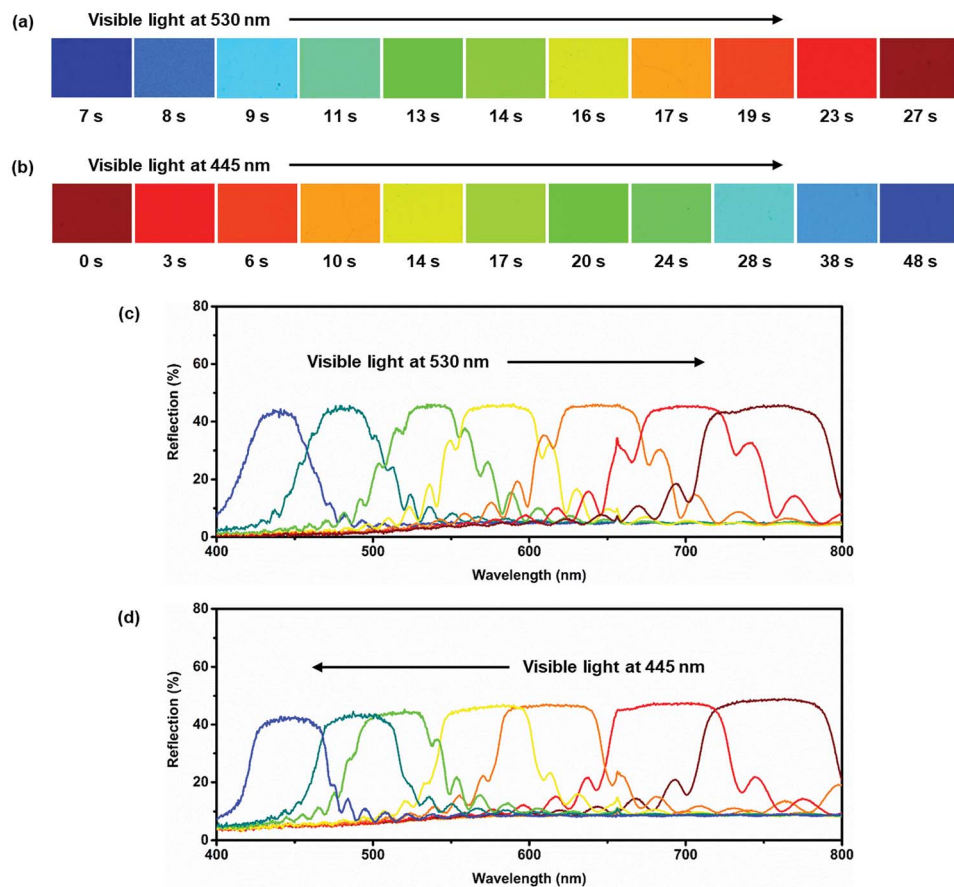 (a) Visible light at 530 nm
7 s 8 s 9 s 11 s 13 s 14 s 16 s 17 s 19 s 23 s 27 s
(b) Visible light at 445 nm
0 s 3 s 6 s 10 s 14 s 17 s 20 s 24 s 28 s 38 s 48 s
(c)
80
60
40
20
0
Reflection (%)
Visible light at 530 nm
400 500 600 700 800
Wavelength (nm)
(d)
80
60
40
20
0
Reflection (%)
Visible light at 445 nm
400 500 600 700 800
Wavelength (nm)